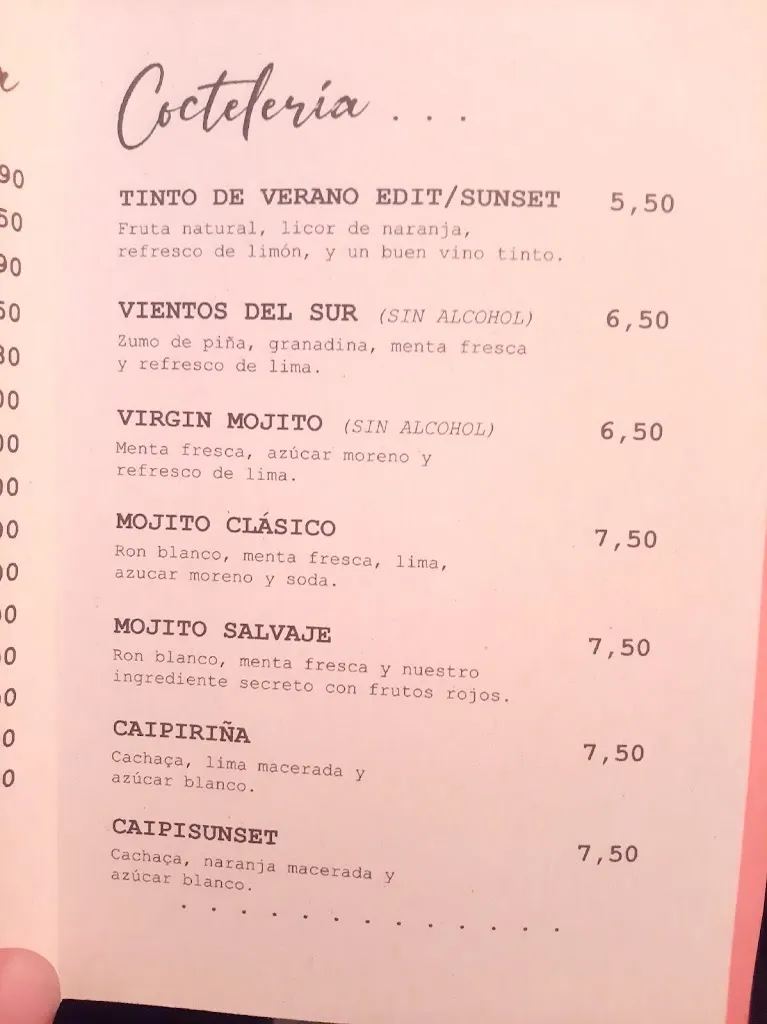 Coctelería . . .
TINTO DE VERANO EDIT/SUNSET 5,50
Fruta natural, licor de naranja,
refresco de limón, y un buen vino tinto.
VIENTOS DEL SUR (SIN ALCOHOL) 6,50
Zumo de piña, granadina, menta fresca
y refresco de lima.
VIRGIN MOJITO (SIN ALCOHOL) 6,50
Menta fresca, azúcar moreno y
refresco de lima.
MOJITO CLÁSICO 7,50
Ron blanco, menta fresca, lima,
azucar moreno y soda.
MOJITO SALVAJE 7,50
Ron blanco, menta fresca y nuestro
ingrediente secreto con frutos rojos.
CAIPIRIÑA 7,50
Cachaça, lima macerada y
azúcar blanco.
CAIPISUNSET 7,50
Cachaça, naranja macerada y
azúcar blanco.
. . . . . . . . . . . . .